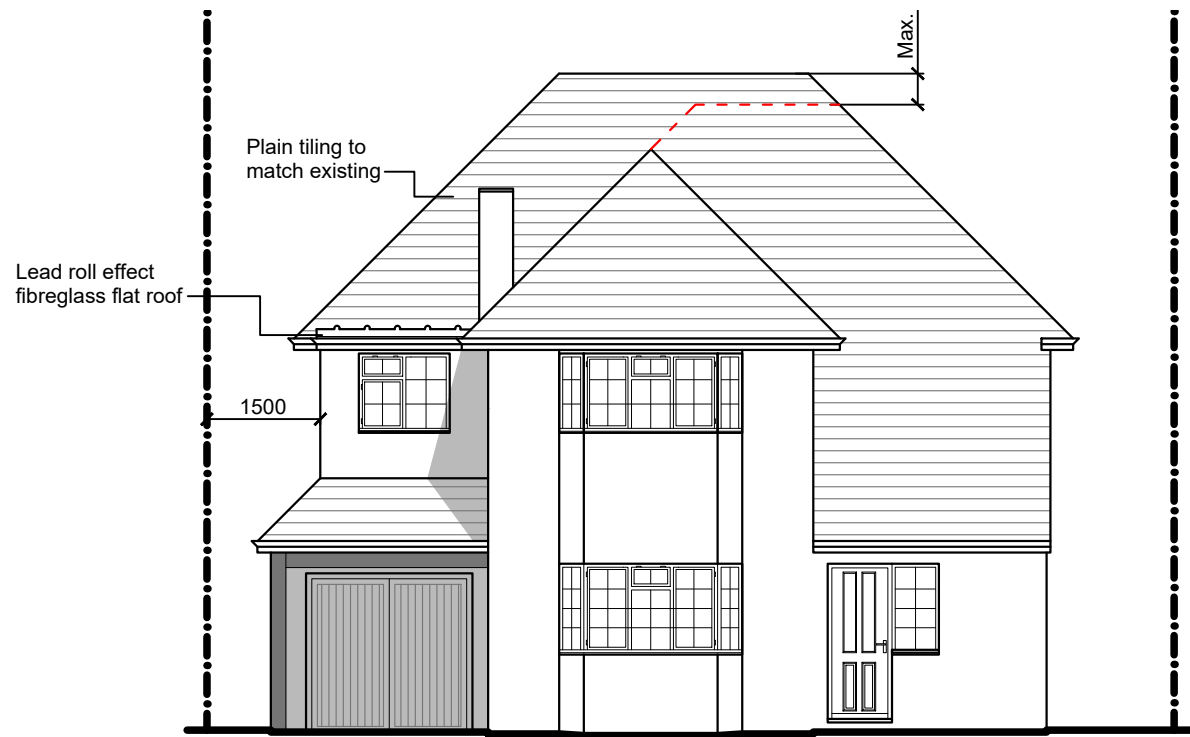 Max.
Plain tiling to
match existing
Lead roll effect
fibreglass flat roof
1500